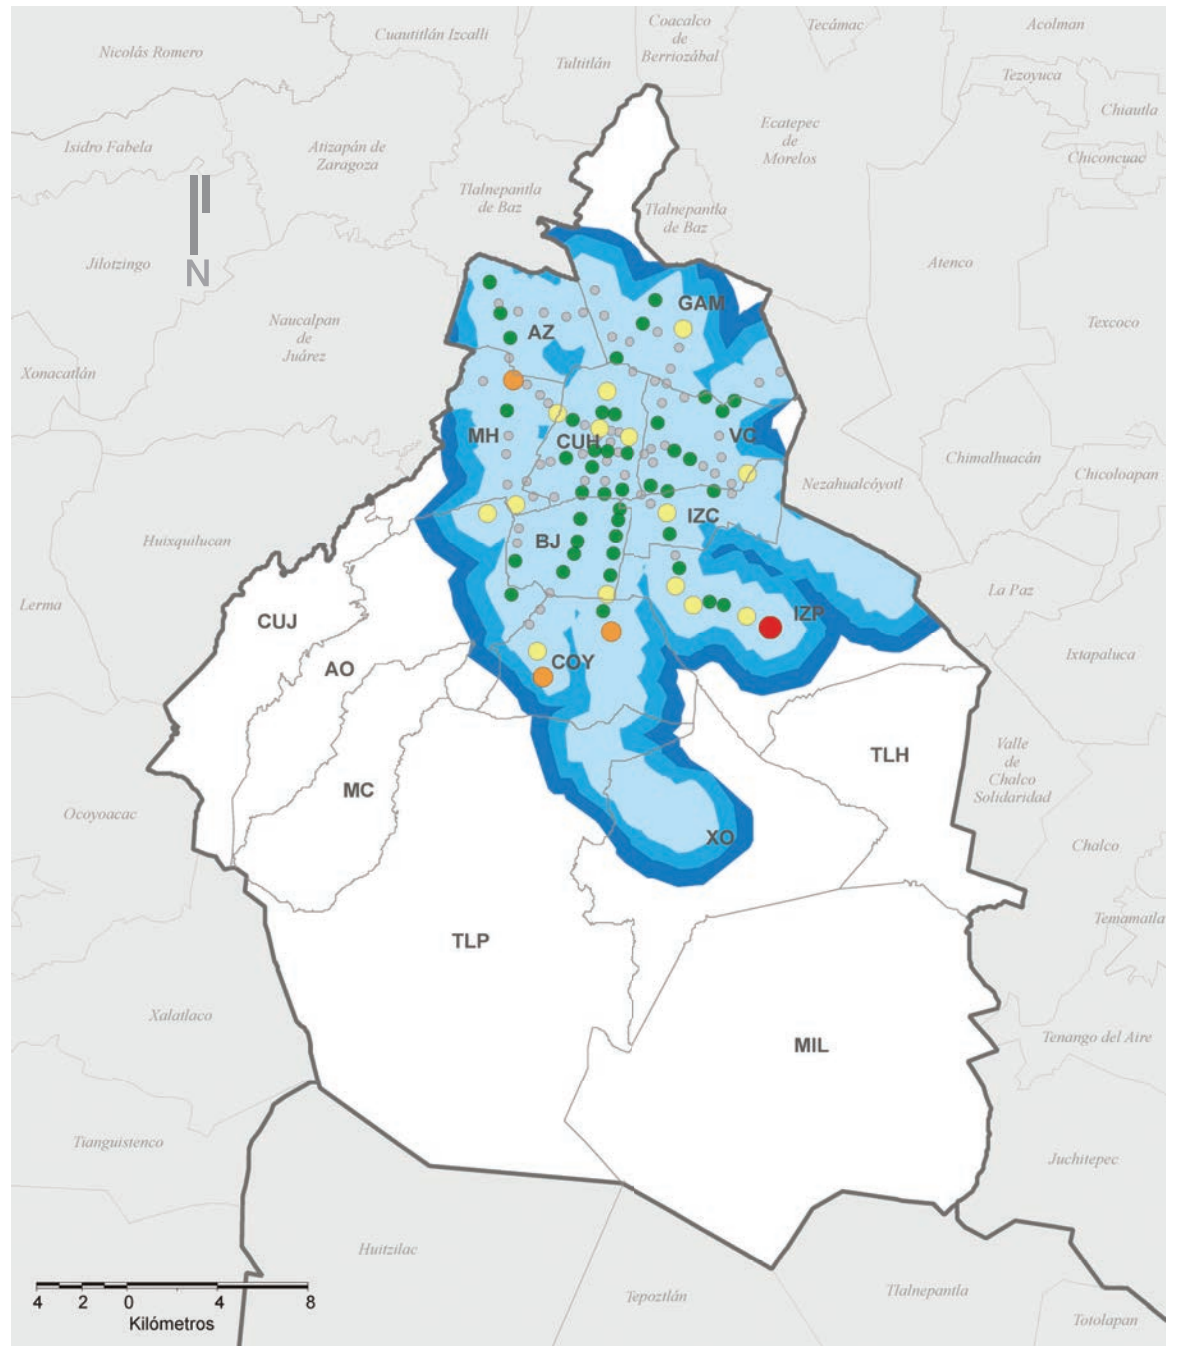 Nicolás Romero
Cuautitlán Izcalli
Tultitlán
Coacalco
de
Berriozábal
Tecámac
Acolman
Tezoyuca
Chiautla
Chiconcuac
Isidro Fabela
Atizapán de
Zaragoza
Ecatepec
de
Morelos
Tlalnepantla
de Baz
Tlalnepantla
de Baz
Jilotzingo
N
Atenco
Texcoco
Naucalpan
de
Juárez
GAM
AZ
Xonacatlán
MH
CUH
VC
Chimalhuacán
Chicoloapan
Nezahualcóyotl
Huixquilucan
BJ
IZC
La Paz
Lerma
CUJ
IZP
AO
COY
Ixtapaluca
TLH
Valle
de
Chalco
Solidaridad
MC
Ocoyoacac
XO
Chalco
Temamatla
TLP
Xalatlaco
MIL
Tenango del Aire
Tianguistenco
Juchitepec
Huitzilac
Tepoztlán
Tlalnepantla
Totolapan
4 2 0 4 8
Kilómetros